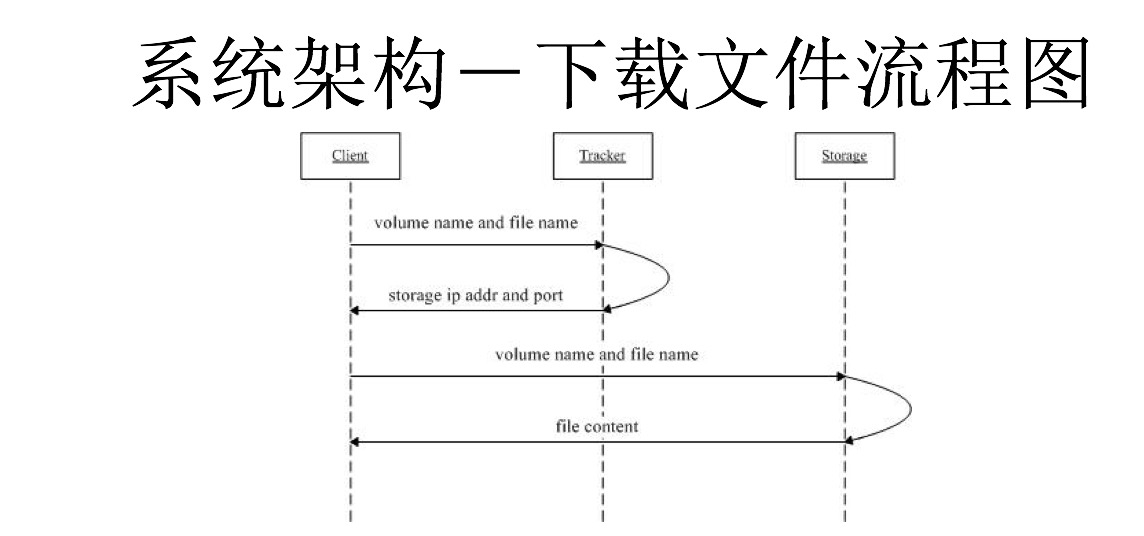 系统架构－下载文件流程图
Client
Tracker
Storage
volume name and file name
storage ip addr and port
volume name and file name
file content